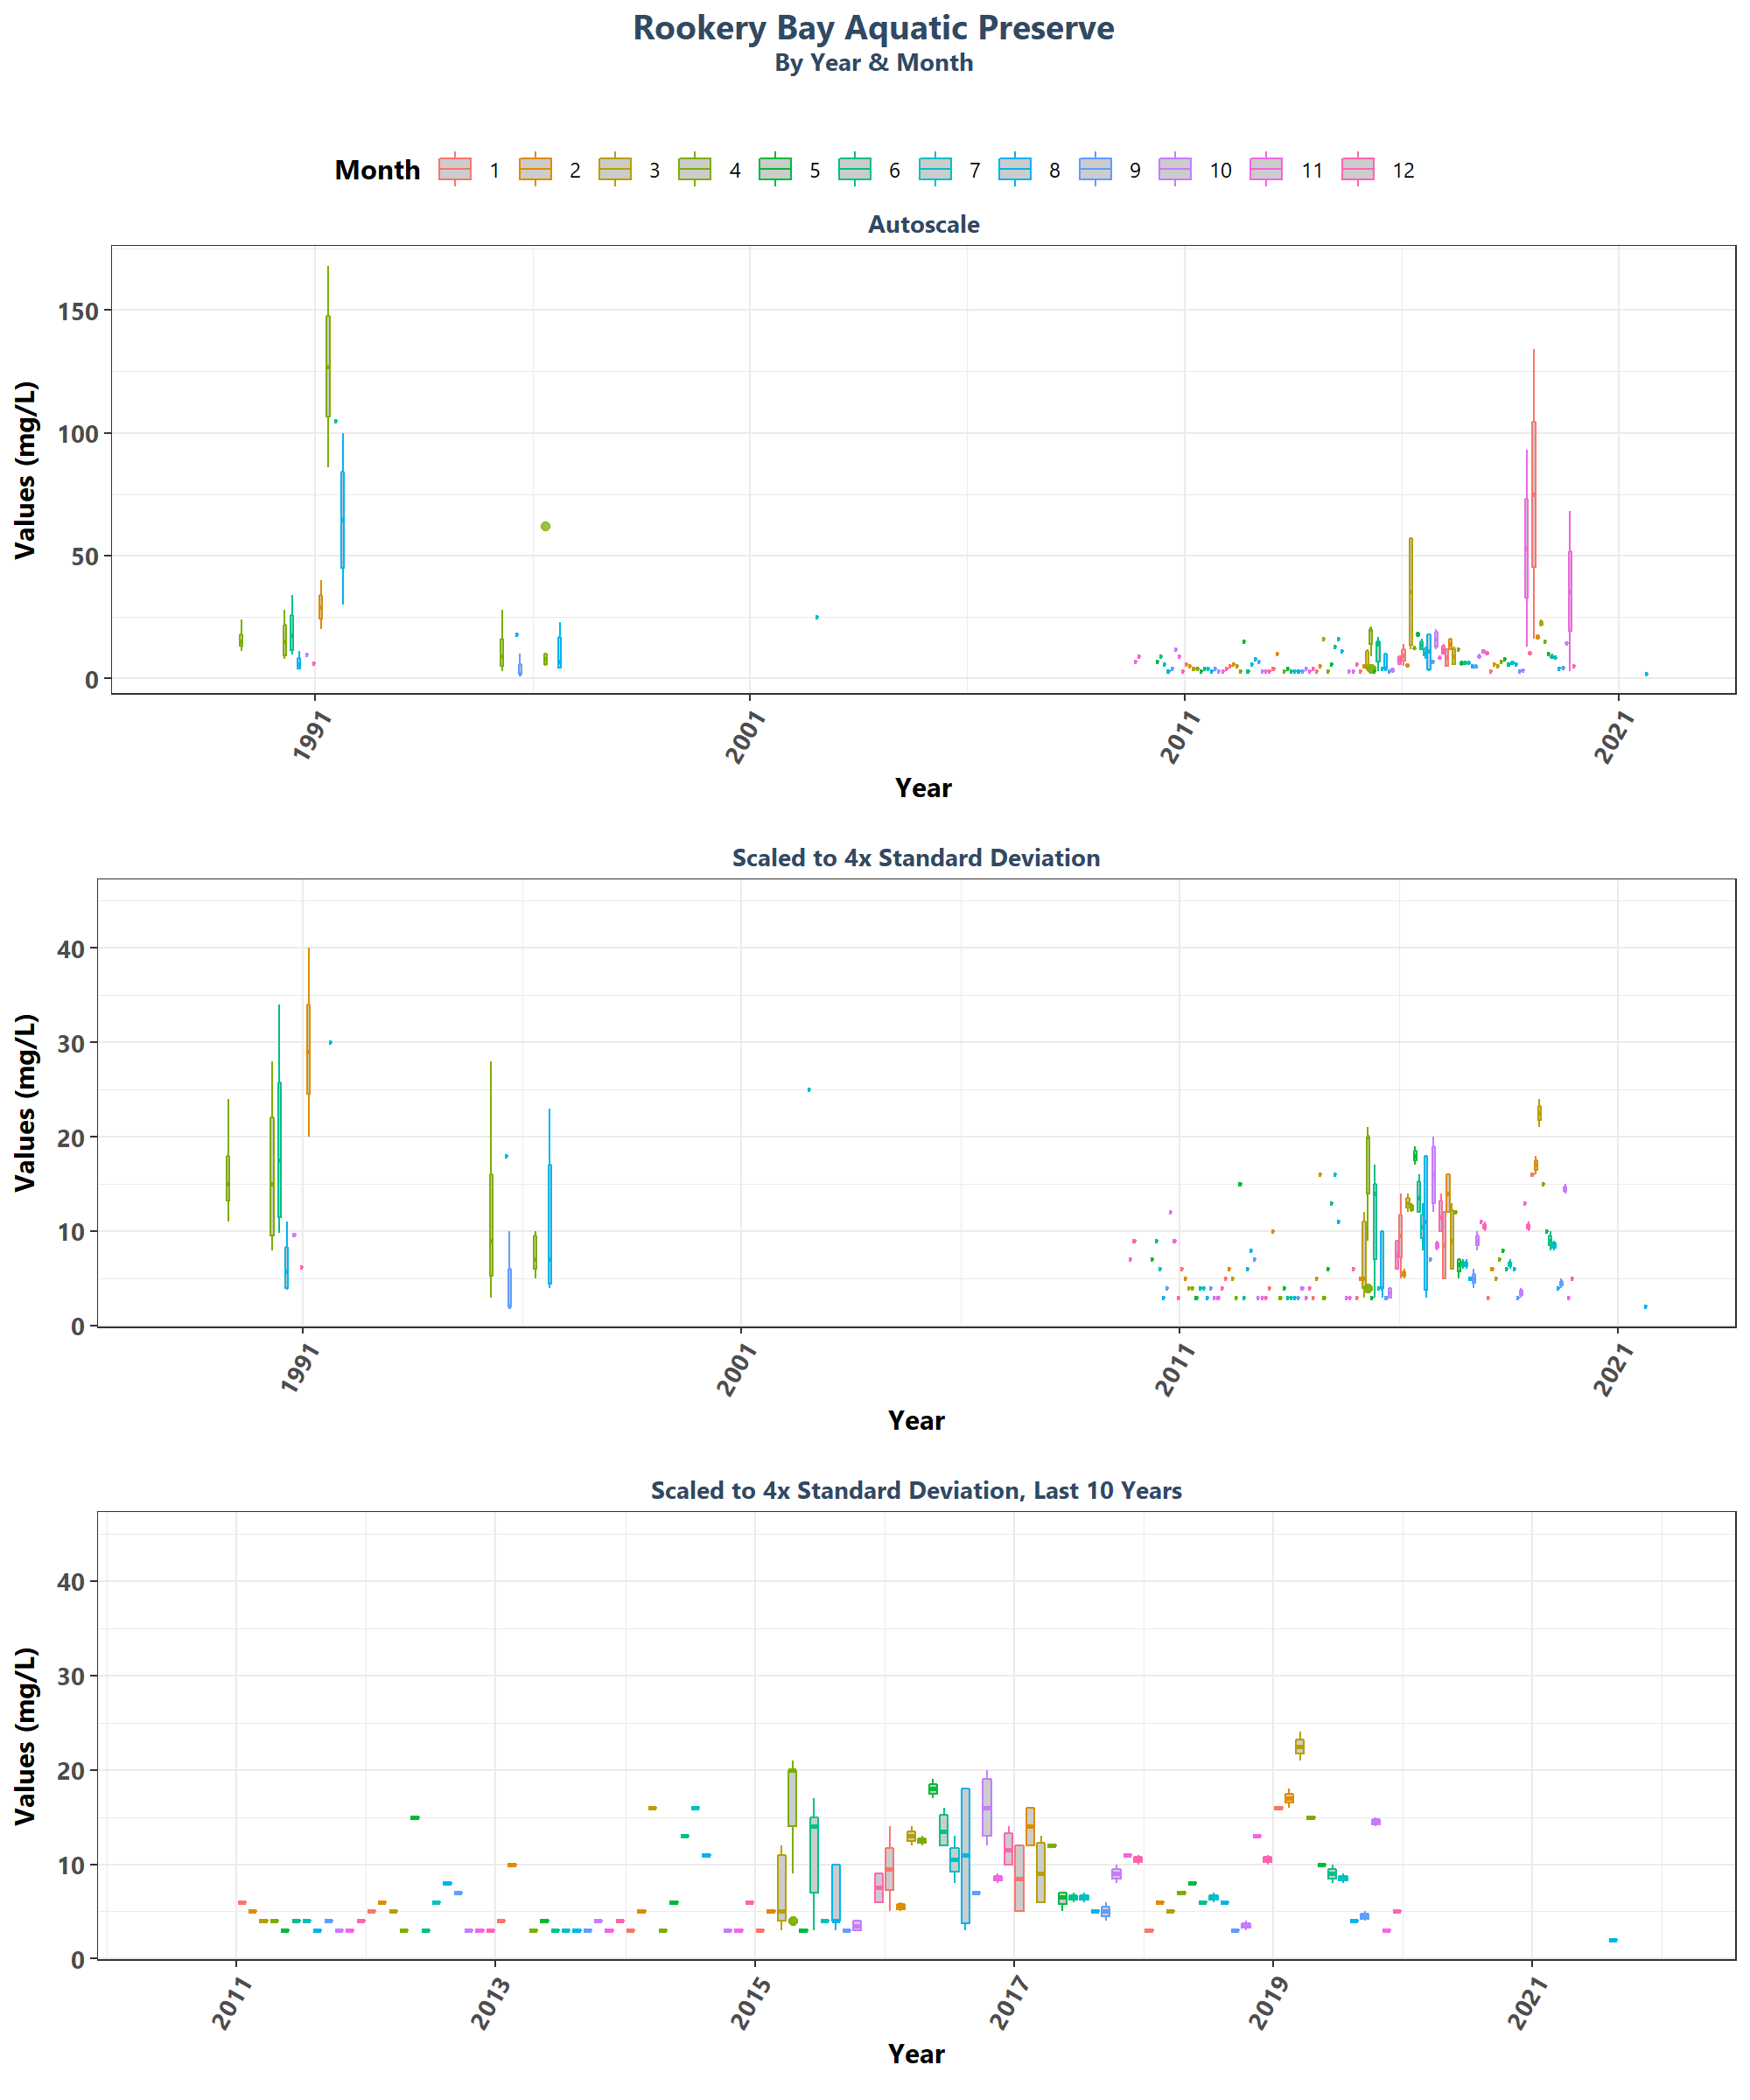 Rookery Bay Aquatic Preserve
By Year & Month
Month 1 2 3 4 5 6 7 8 9 10 11 12
Autoscale
Values (mg/L)
150
100
50
0
1991 2001 2011 2021
Year
Scaled to 4x Standard Deviation
Values (mg/L)
40
30
20
10
0
1991 2001 2011 2021
Year
Scaled to 4x Standard Deviation, Last 10 Years
Values (mg/L)
40
30
20
10
0
2011 2013 2015 2017 2019 2021
Year